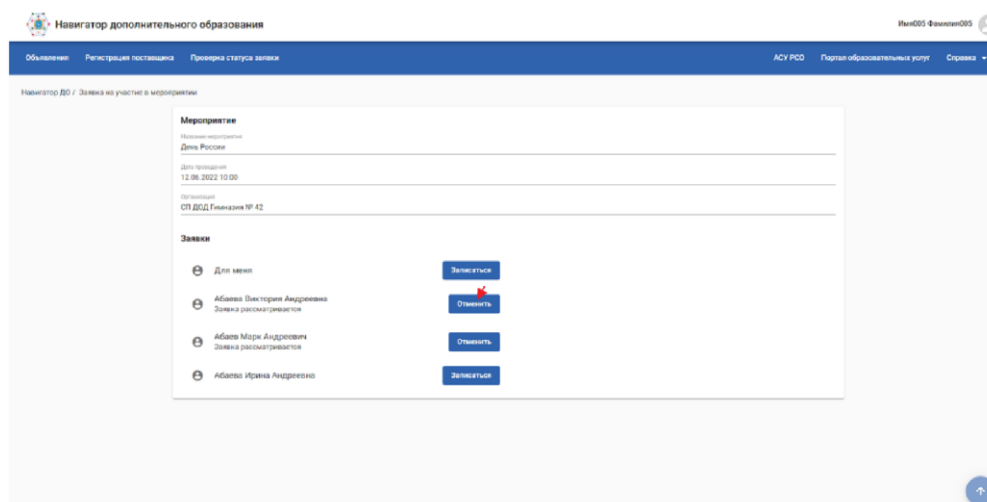 Навигатор дополнительного образования
Имя005 Фамилия005
Объявления Регистрация поставщика Проверка статуса заявки АСУ РСО Портал образовательных услуг Справка
Навигатор ДО / Заявка на участие в мероприятии
Мероприятие
Название мероприятия
День России
Дата проведения
12.06.2022 10:00
Организация
СП ДОД Гимназия № 42
Заявки
Для меня Записаться
Абаева Виктория Андреевна
Заявка рассматривается
Отменить
Абаев Марк Андреевич
Заявка рассматривается
Отменить
Абаева Ирина Андреевна Записаться